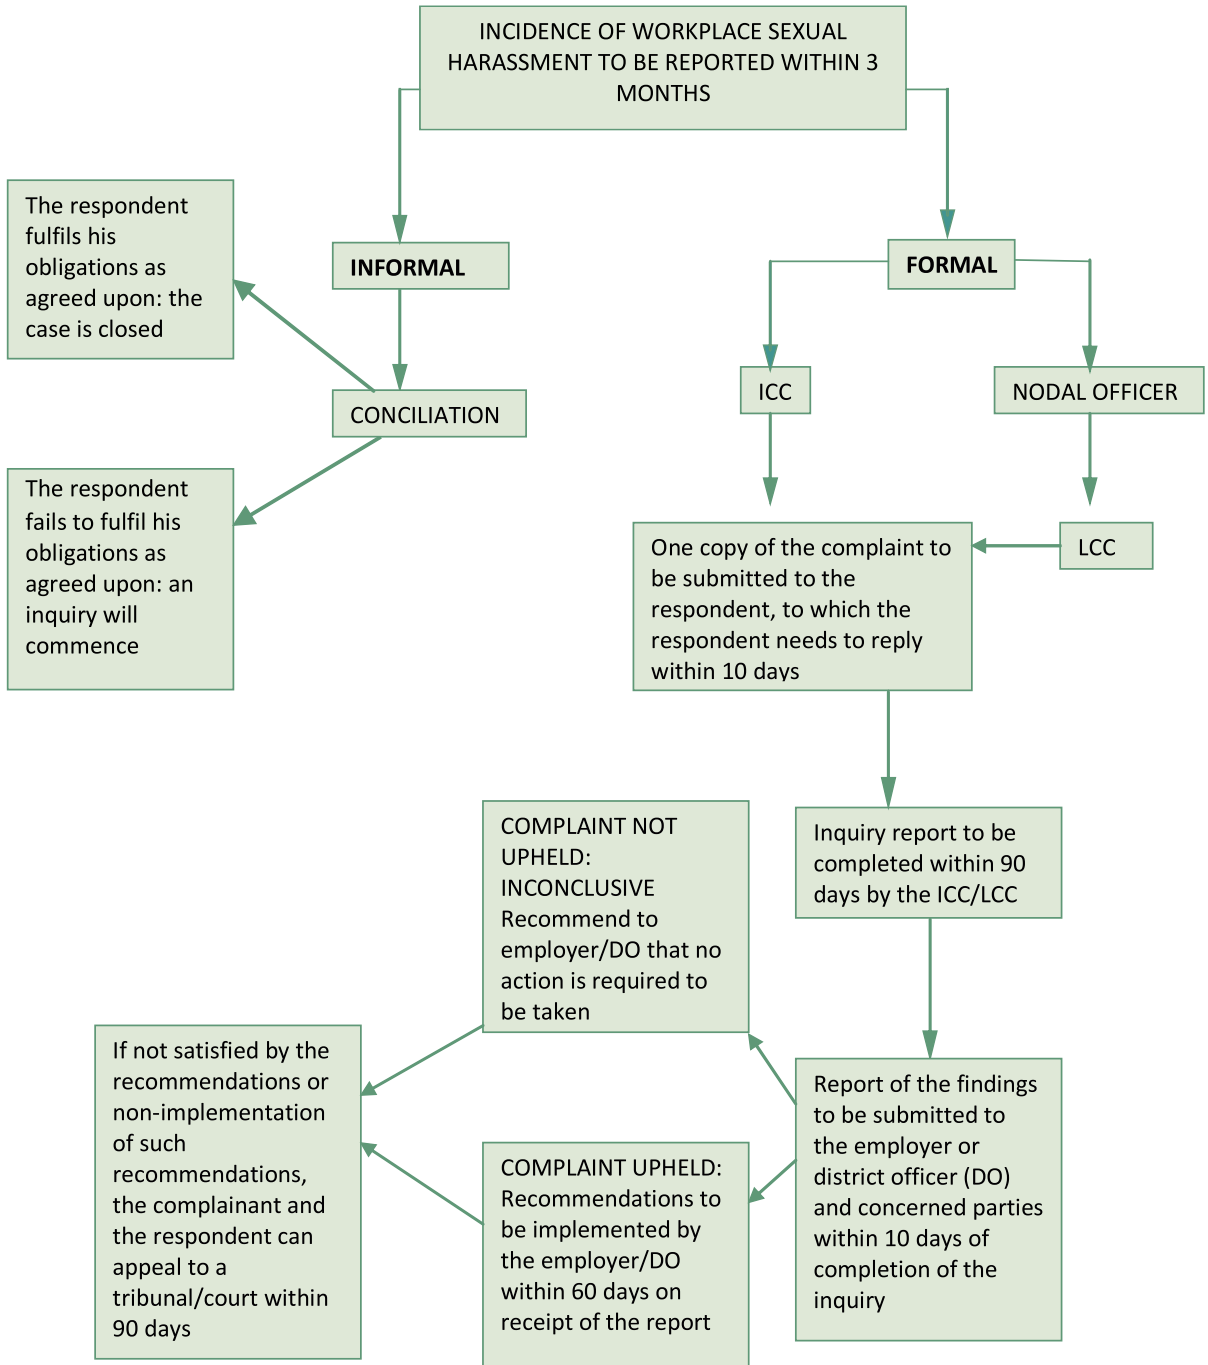 INCIDENCE OF WORKPLACE SEXUAL
HARASSMENT TO BE REPORTED WITHIN 3
MONTHS
The respondent
fulfils his
obligations as
agreed upon: the
case is closed
INFORMAL
FORMAL
ICC
NODAL OFFICER
CONCILIATION
The respondent
fails to fulfil his
obligations as
agreed upon: an
inquiry will
commence
One copy of the complaint to
be submitted to the
respondent, to which the
respondent needs to reply
within 10 days
LCC
Inquiry report to be
completed within 90
days by the ICC/LCC
COMPLAINT NOT
UPHELD:
INCONCLUSIVE
Recommend to
employer/DO that no
action is required to
be taken
Report of the findings
to be submitted to
the employer or
district officer (DO)
and concerned parties
within 10 days of
completion of the
inquiry
COMPLAINT UPHELD:
Recommendations to
be implemented by
the employer/DO
within 60 days on
receipt of the report
If not satisfied by the
recommendations or
non-implementation
of such
recommendations,
the complainant and
the respondent can
appeal to a
tribunal/court within
90 days